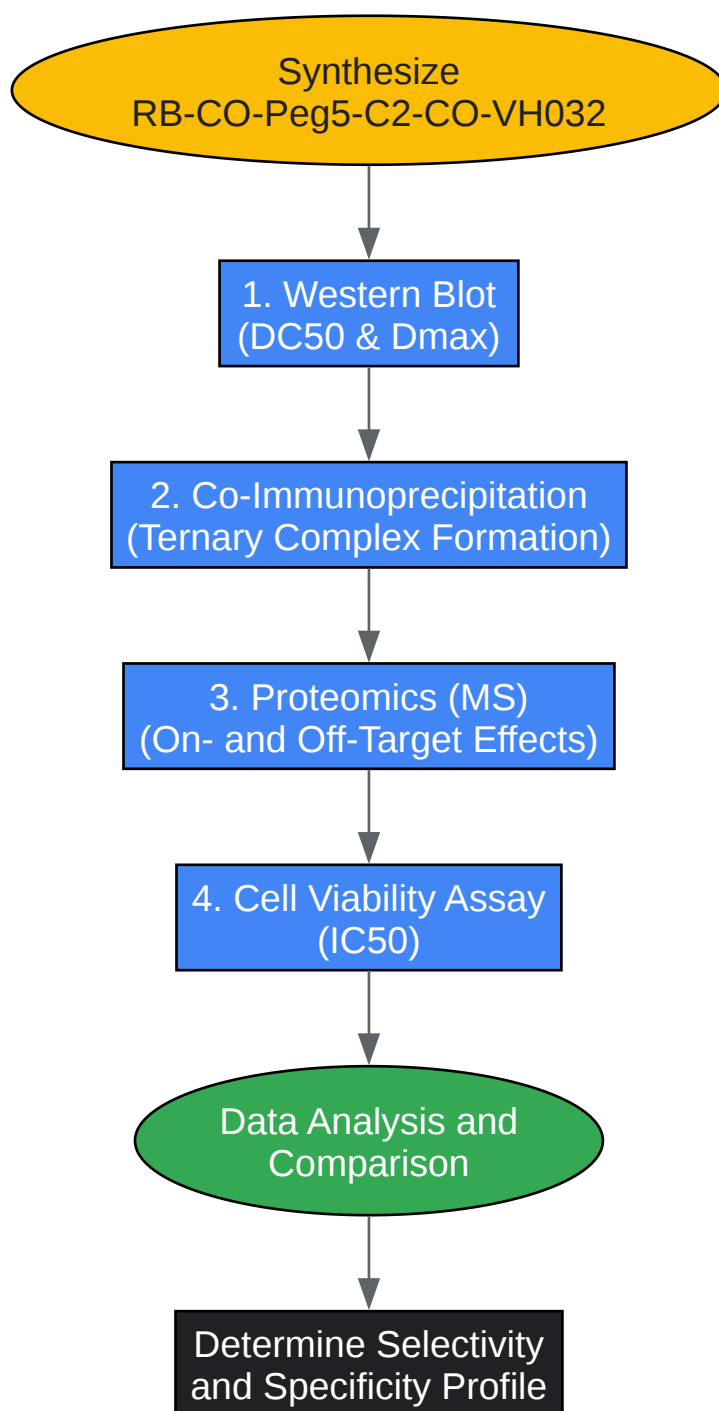 Synthesize
RB-CO-Peg5-C2-CO-VH032
1. Western Blot
(DC50 & Dmax)
2. Co-Immunoprecipitation
(Ternary Complex Formation)
3. Proteomics (MS)
(On- and Off-Target Effects)
4. Cell Viability Assay
(IC50)
Data Analysis and
Comparison
Determine Selectivity
and Specificity Profile